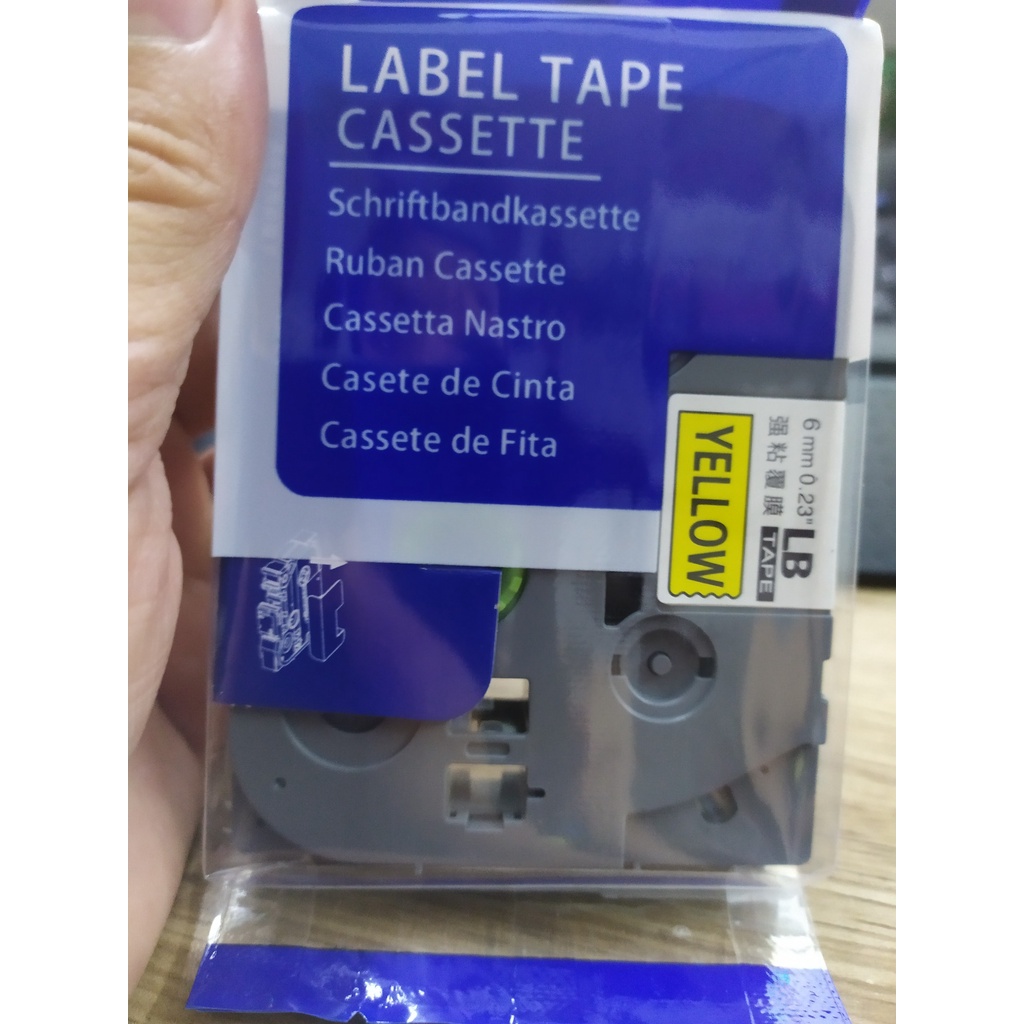 LABEL TAPE
CASSETTE
Schriftbandkassette
Ruban Cassette
Cassetta Nastro
Casete de Cinta
Cassete de Fita
6 mm 0.23"
强粘覆膜
LB
TAPE
YELLOW